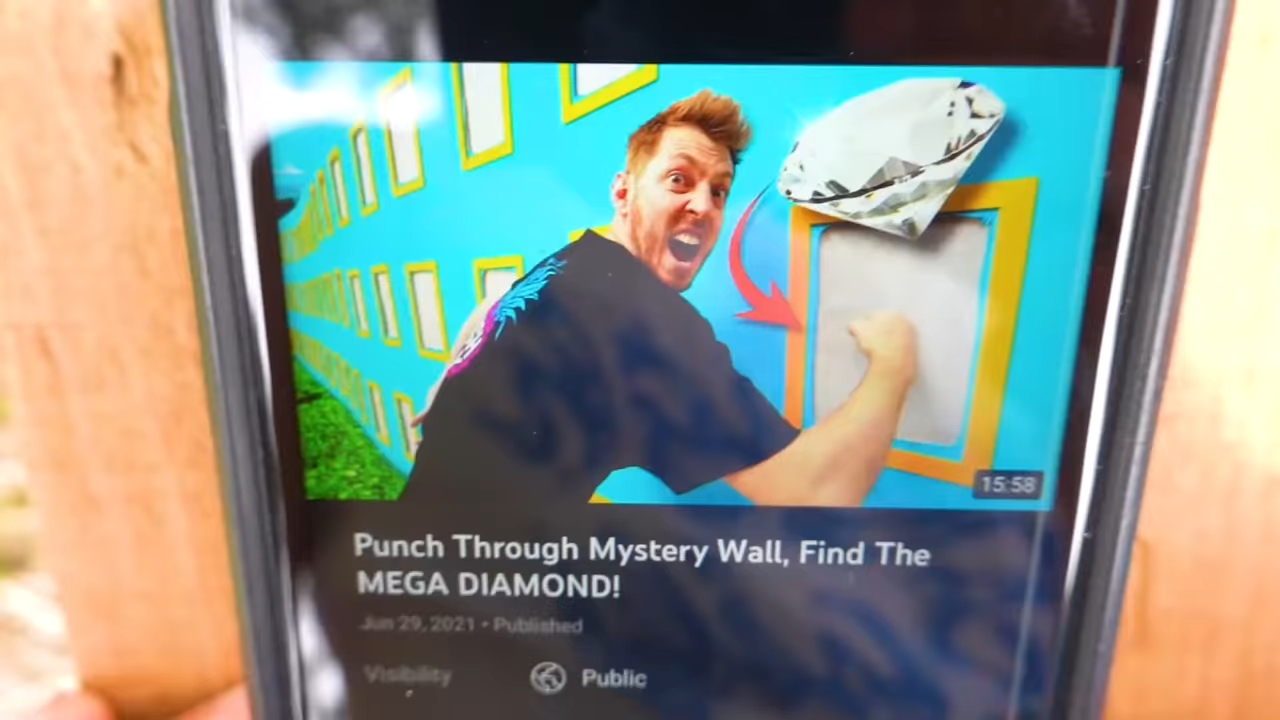 15:58
Punch Through Mystery Wall, Find The
MEGA DIAMOND!
Jun 29, 2021 • Published
Visibility
Public